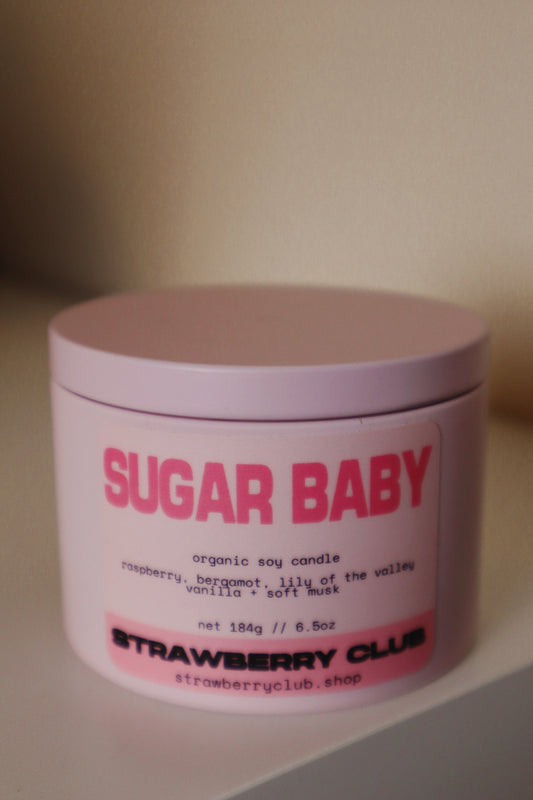 SUGAR BABY
organic soy candle
raspberry, bergamot, lily of the valley
vanilla + soft musk
net 184g // 6.5oz
STRAWBERRY CLUB
strawberryclub.shop